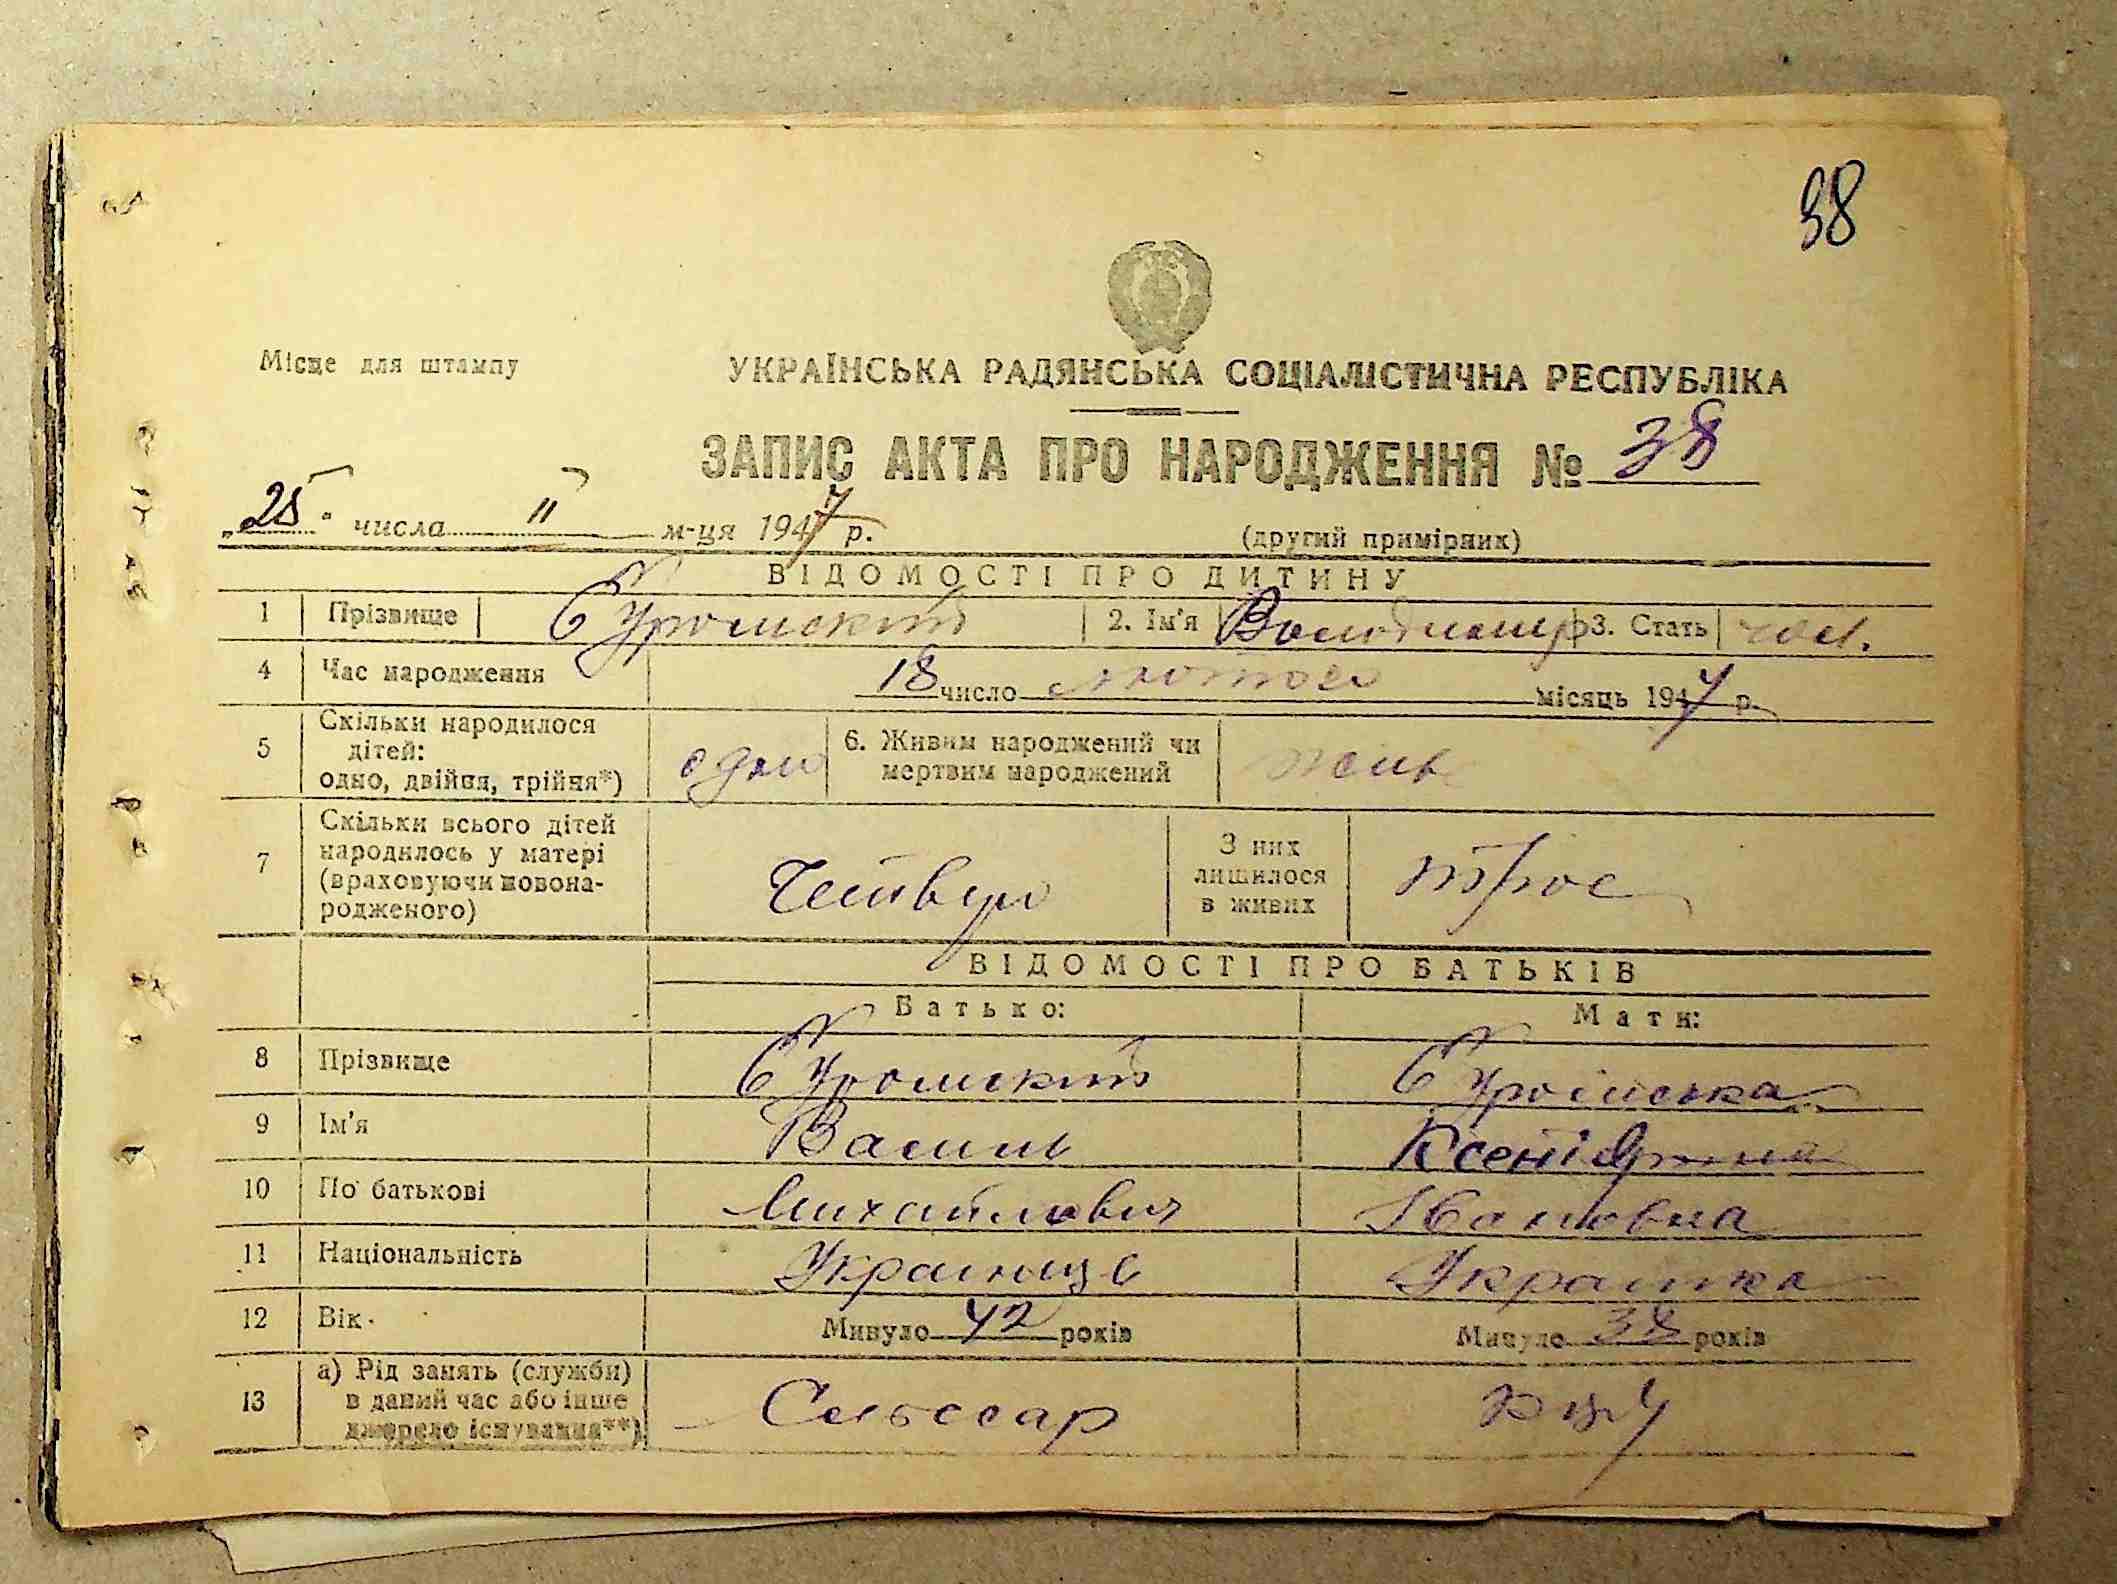 38
Місце для штампу
УКРАЇНСЬКА РАДЯНСЬКА СОЦІАЛІСТИЧНА РЕСПУБЛІКА
ЗАПИС АКТА ПРО НАРОДЖЕННЯ № 38
„25" числа II м-ця 1947 р.
(другий примірник)
ВІДОМОСТІ ПРО ДИТИНУ
1 Прізвище 2. Ім'я Володимир 3. Стать чол.
4 Час народження 18 число лютого місяць 1947 р.
5 Скільки народилося дітей: одно, двійня, трійня*) одно 6. Живим народжений чи мертвим народжений жив
7 Скільки всього дітей народилось у матері (враховуючи новонародженого) Четверо З них лишилося в живих троє
ВІДОМОСТІ ПРО БАТЬКІВ
Батько: Мати:
8 Прізвище
9 Ім'я Василь Ксенія
10 По батькові Михайлович Івановна
11 Національність Українець Українка
12 Вік Минуло 42 років Минуло 38 років
13 а) Рід занять (служби) в даний час або інше джерело існування**)